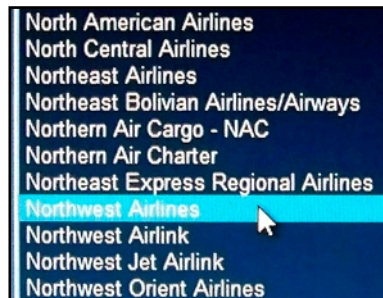 North American Airlines
North Central Airlines
Northeast Airlines
Northeast Bolivian Airlines/Airways
Northern Air Cargo - NAC
Northern Air Charter
Northeast Express Regional Airlines
Northwest Airlines
Northwest Airlink
Northwest Jet Airlink
Northwest Orient Airlines